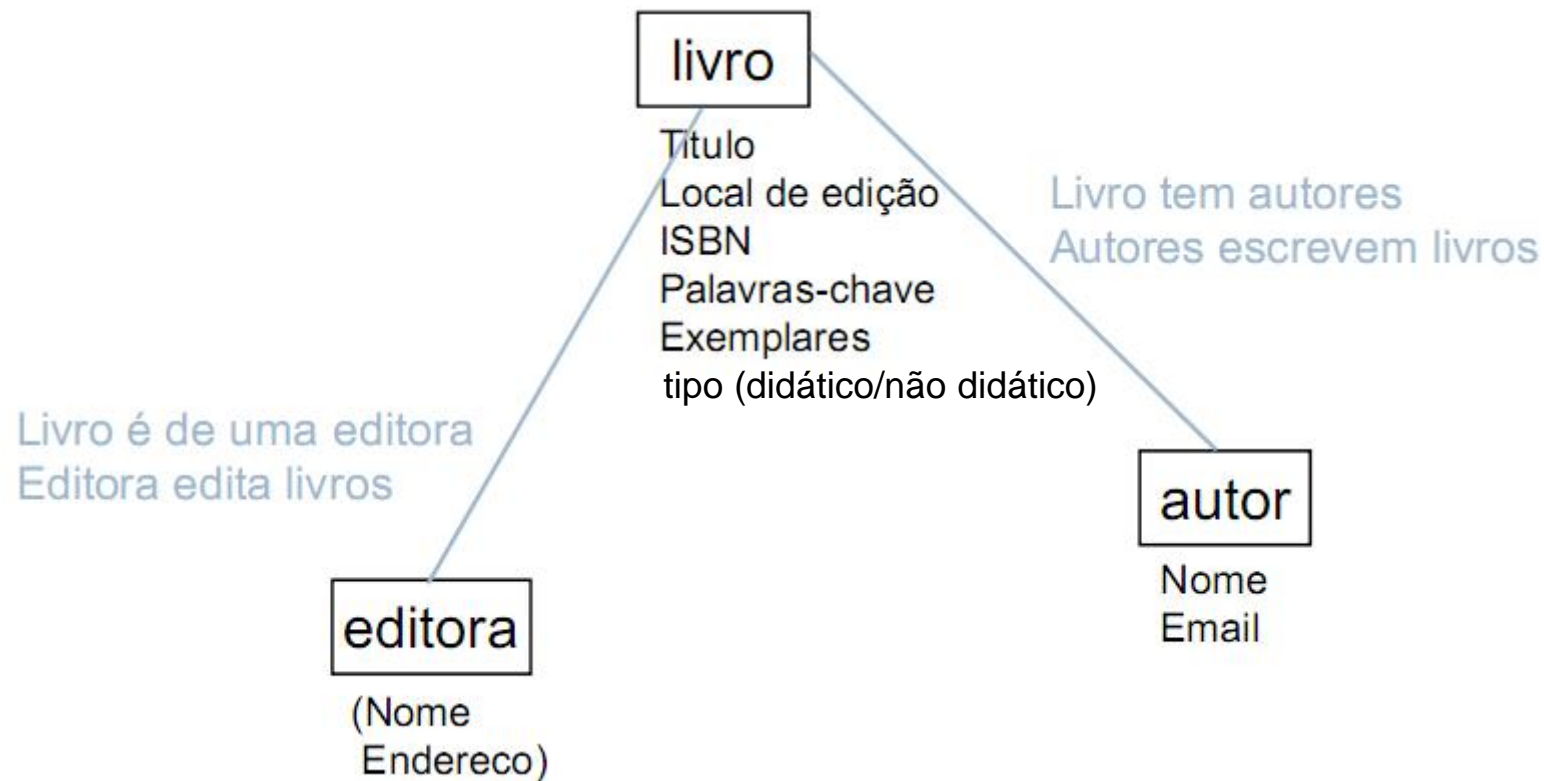 livro
Titulo
Local de edição
ISBN
Palavras-chave
Exemplares
tipo (didático/não didático)
Livro tem autores
Autores escrevem livros
Livro é de uma editora
Editora edita livros
autor
Nome
Email
editora
(Nome
Endereco)